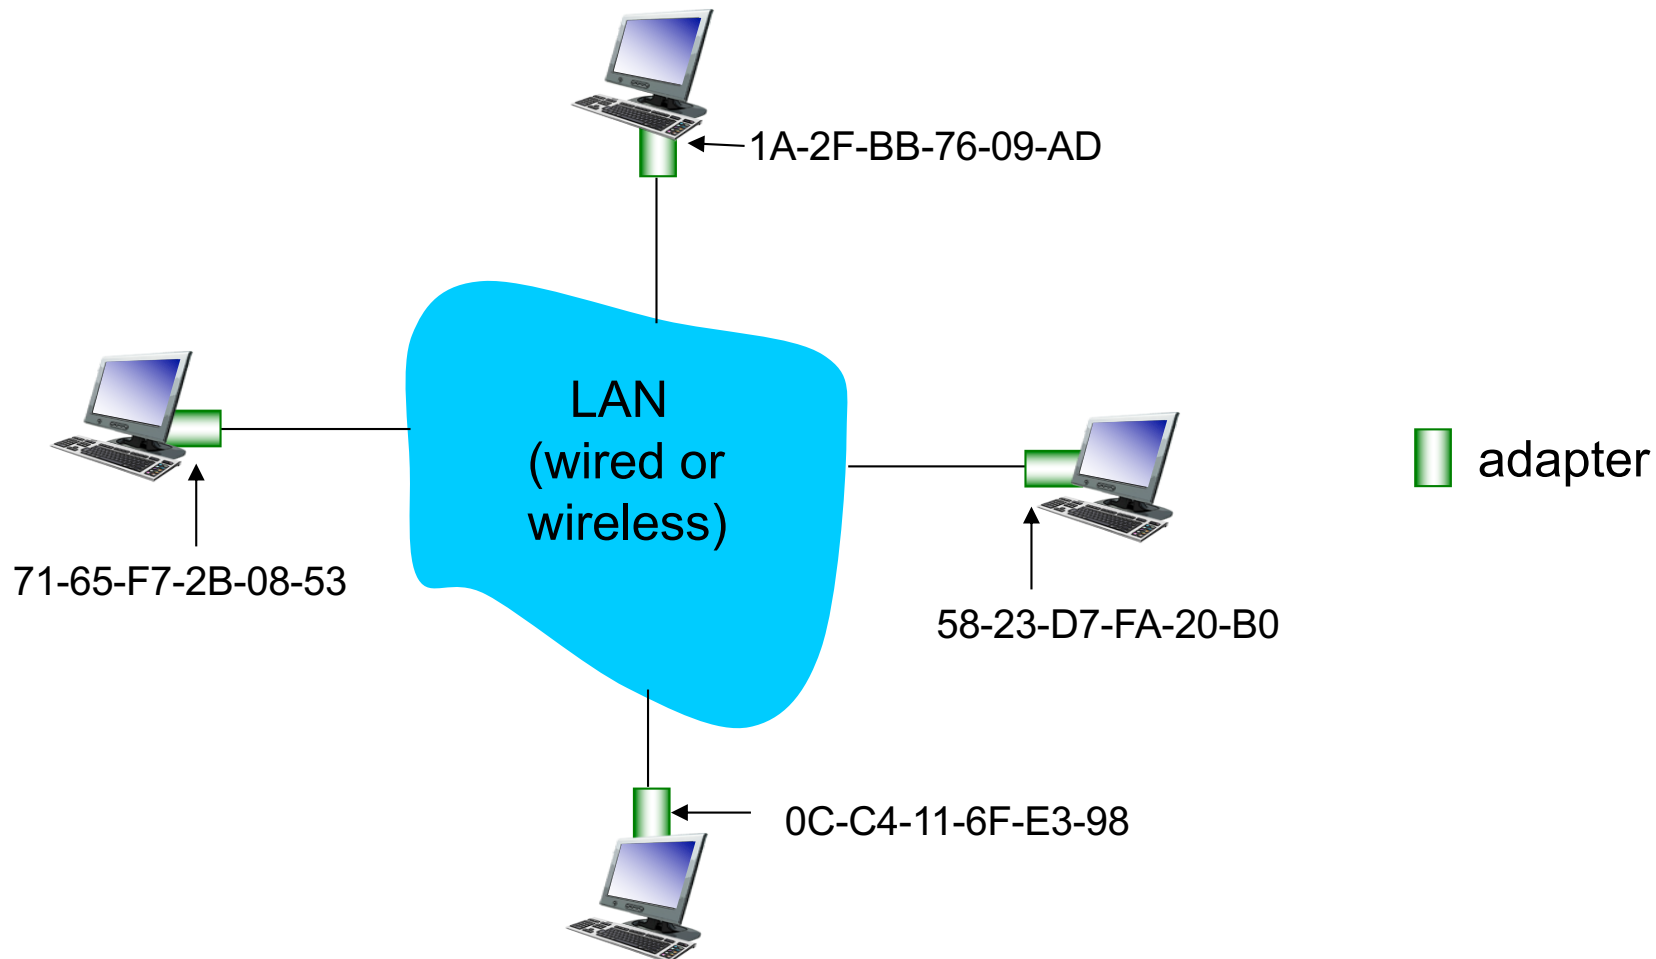 1A-2F-BB-76-09-AD
LAN
(wired or
wireless)
adapter
71-65-F7-2B-08-53
58-23-D7-FA-20-B0
0C-C4-11-6F-E3-98